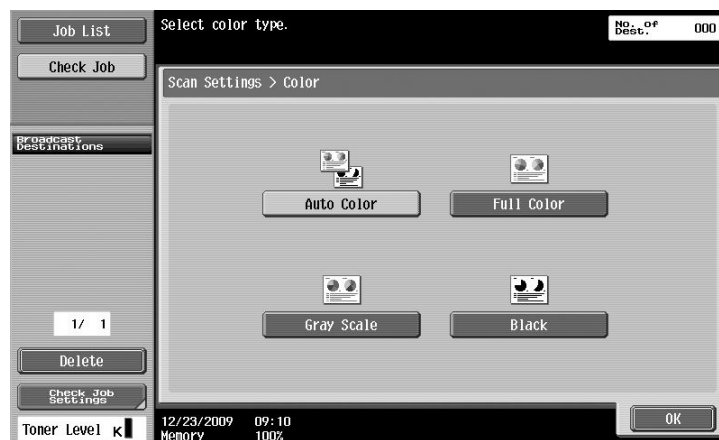 Job List
Check Job
Broadcast
Destinations
1/ 1
Delete
Check Job
Settings
Toner Level K
Select color type.
No. of
Dest.
000
Scan Settings > Color
Auto Color
Full Color
Gray Scale
Black
12/23/2009 09:10
Memory 100%
OK